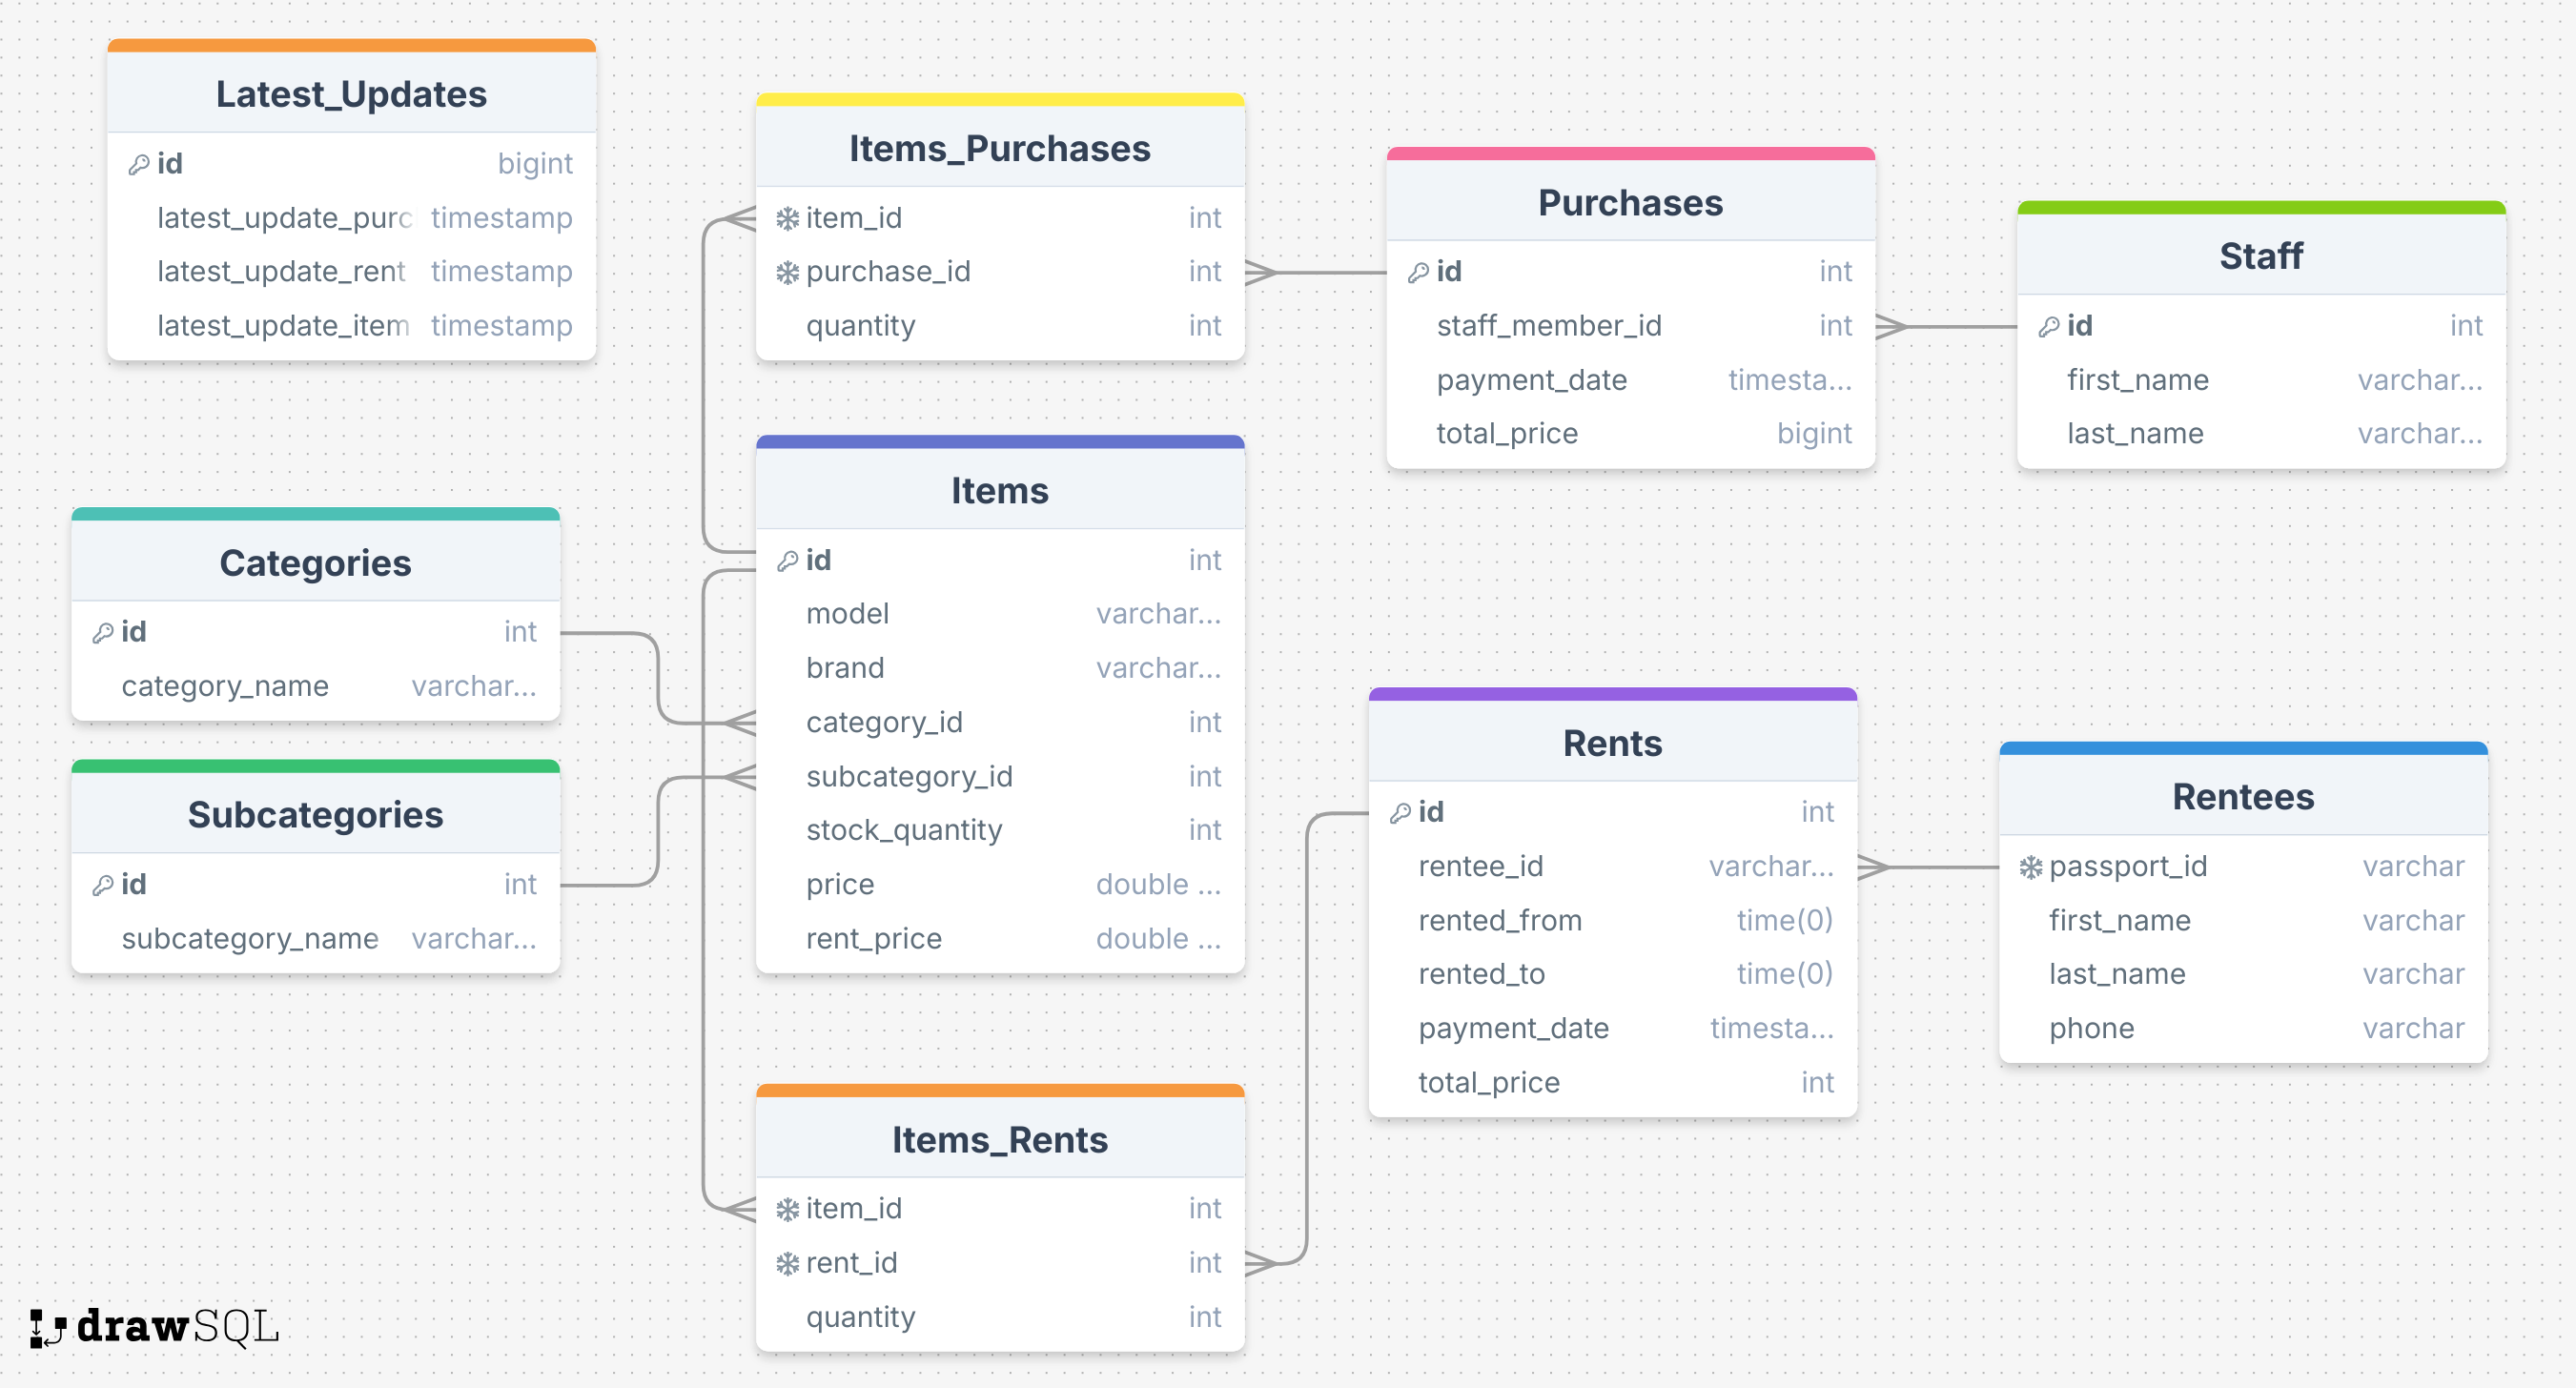 Latest_Updates
id bigint
latest_update_purc timestamp
latest_update_rent timestamp
latest_update_item timestamp
Items_Purchases
item_id int
purchase_id int
quantity int
Purchases
id int
staff_member_id int
payment_date timesta...
total_price bigint
Staff
id int
first_name varchar...
last_name varchar...
Categories
id int
category_name varchar...
Subcategories
id int
subcategory_name varchar...
Items
id int
model varchar...
brand varchar...
category_id int
subcategory_id int
stock_quantity int
price double ...
rent_price double ...
Rents
id int
rentee_id varchar...
rented_from time(0)
rented_to time(0)
payment_date timesta...
total_price int
Rentees
passport_id varchar
first_name varchar
last_name varchar
phone varchar
Items_Rents
item_id int
rent_id int
quantity int
drawSQL